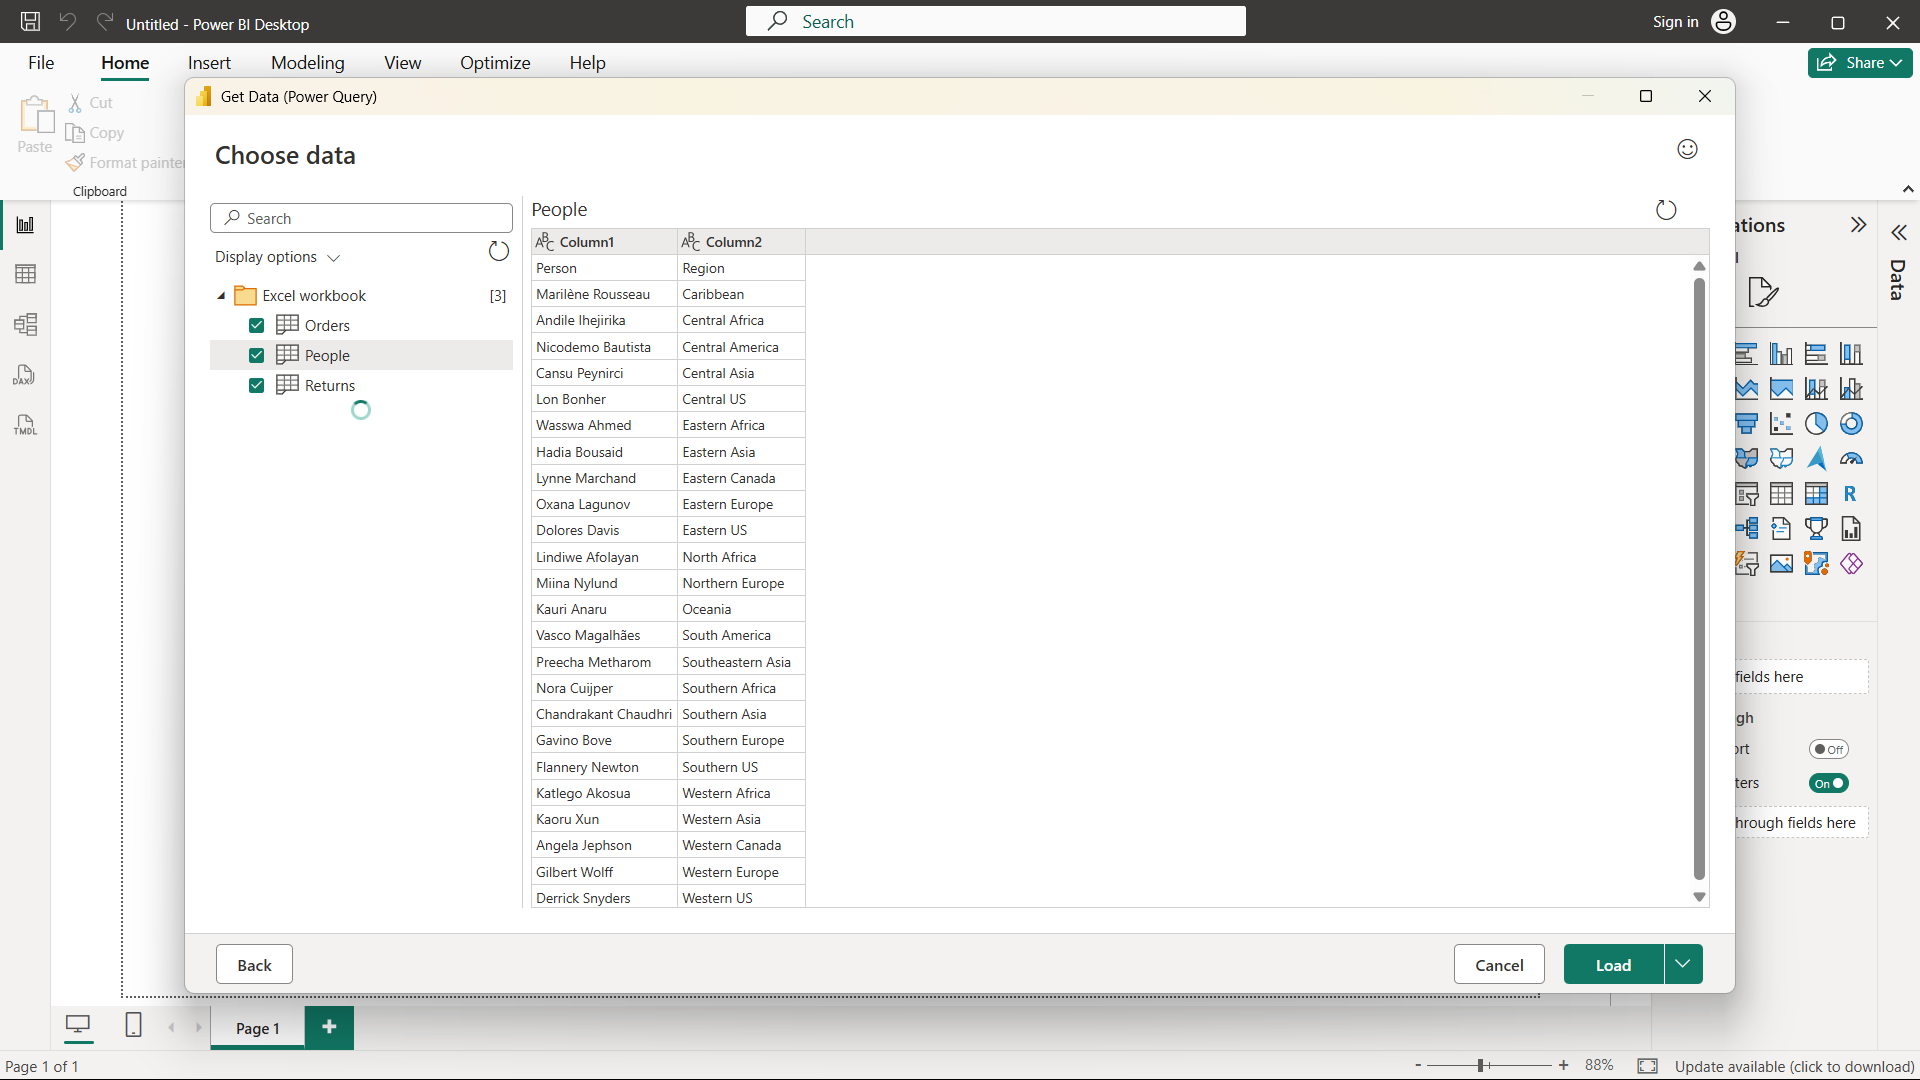 Untitled - Power BI Desktop
Search
Sign in
File
Home
Insert
Modeling
View
Optimize
Help
Share
Paste
Cut
Copy
Format painter
Clipboard
Get Data (Power Query)
Choose data
Search
Display options
Excel workbook [3]
Orders
People
Returns
People
ABC Column1 ABC Column2
Person Region
Marilène Rousseau Caribbean
Andile Ihejirika Central Africa
Nicodemo Bautista Central America
Cansu Peynirci Central Asia
Lon Bonher Central US
Wasswa Ahmed Eastern Africa
Hadia Bousaid Eastern Asia
Lynne Marchand Eastern Canada
Oxana Lagunov Eastern Europe
Dolores Davis Eastern US
Lindiwe Afolayan North Africa
Miina Nylund Northern Europe
Kauri Anaru Oceania
Vasco Magalhães South America
Preecha Metharom Southeastern Asia
Nora Cuijper Southern Africa
Chandrakant Chaudhri Southern Asia
Gavino Bove Southern Europe
Flannery Newton Southern US
Katlego Akosua Western Africa
Kaoru Xun Western Asia
Angela Jephson Western Canada
Gilbert Wolff Western Europe
Derrick Snyders Western US
Back
Cancel
Load
DAX
TMDL
ations
Data
R
fields here
gh
ort
Off
ters
On
hrough fields here
Page 1
+
Page 1 of 1
- + 88%
Update available (click to download)